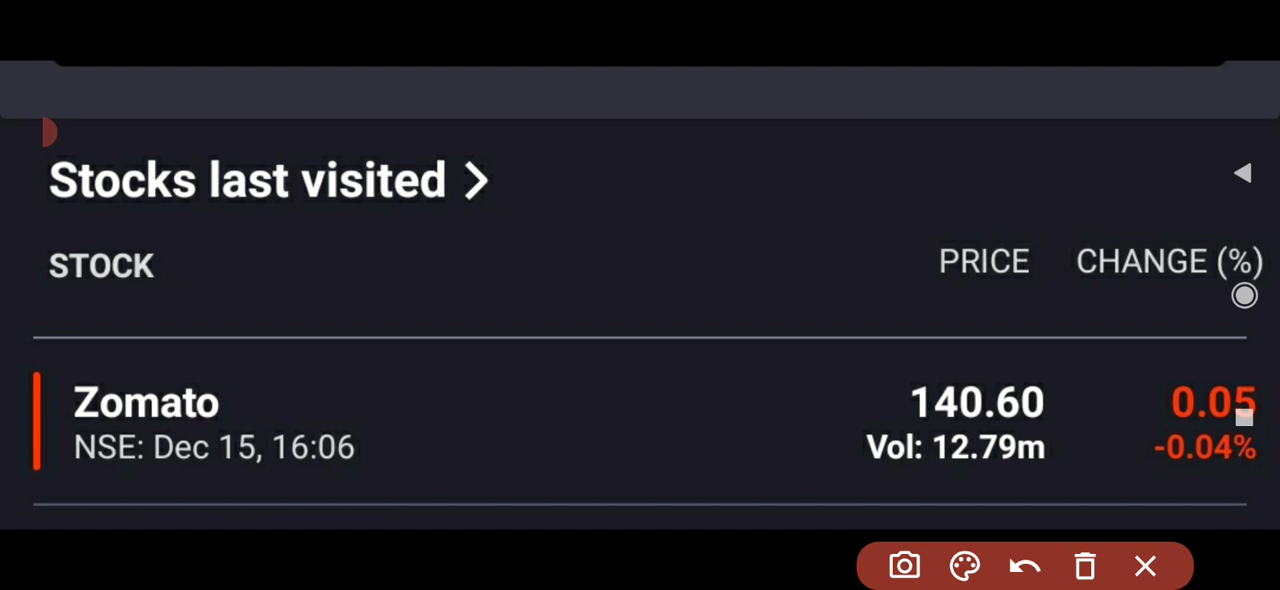 Stocks last visited
STOCK PRICE CHANGE (%)
Zomato 140.60 0.05
NSE: Dec 15, 16:06 Vol: 12.79m -0.04%